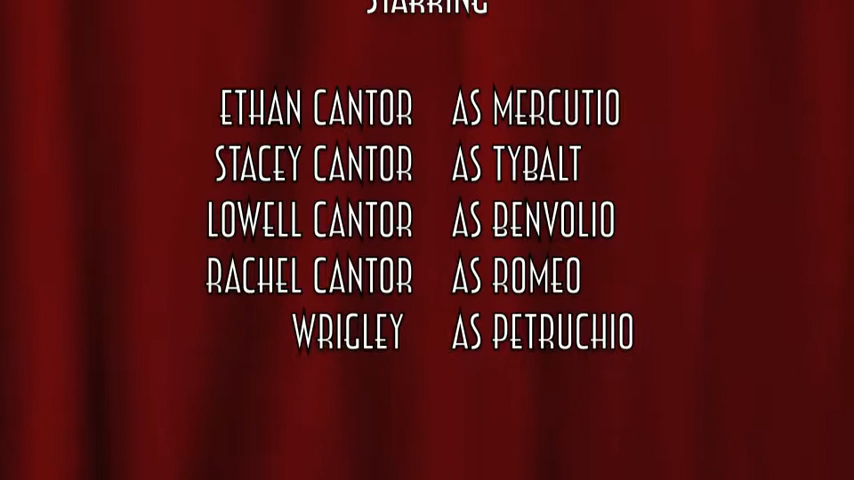 STARRING
ETHAN CANTOR AS MERCUTIO
STACEY CANTOR AS TYBALT
LOWELL CANTOR AS BENVOLIO
RACHEL CANTOR AS ROMEO
WRIGLEY AS PETRUCHIO